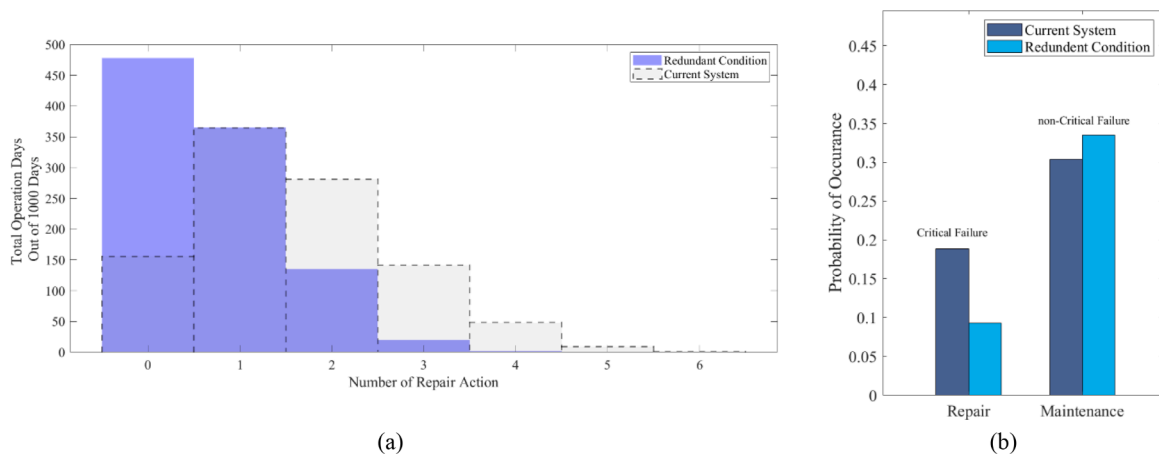 500
450
400
350
300
250
200
150
100
50
0
Total Operation Days
Out of 1000 Days
Redundant Condition
Current System
0 1 2 3 4 5 6
Number of Repair Action
(a)
0.45
0.4
0.35
0.3
0.25
0.2
0.15
0.1
0.05
0
Probability of Occurance
Current System
Redundent Condition
non-Critical Failure
Critical Failure
Repair Maintenance
(b)